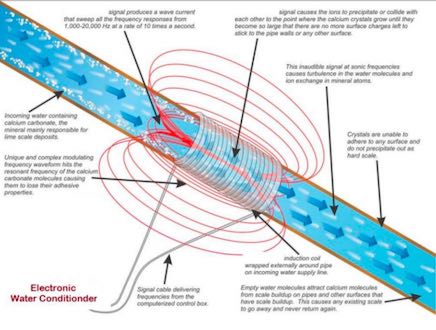 signal produces a wave current
that sweep all the frequency responses from
1,000-20,000 Hz at a rate of 10 times a second.
signal causes the ions to precipitate or collide with
each other to the point where the calcium crystals grow until they
become so large that there are no more surface charges left to
stick to the pipe walls or any other surface.
This inaudible signal at sonic frequencies
causes turbulence in the water molecules and
ion exchange in mineral atoms.
Incoming water containing
calcium carbonate, the
mineral mainly responsible for
lime scale deposits.
Crystals are unable to
adhere to any surface and
do not precipitate out as
hard scale.
Unique and complex modulating
frequency waveform hits the
resonant frequency of the calcium
carbonate molecules causing
them to lose their adhesive
properties.
induction coil
wrapped externally around pipe
on incoming water supply line.
Electronic
Water Conditionder
Signal cable delivering
frequencies from the
computerized control box.
Empty water molecules attract calcium molecules
from scale buildup on pipes and other surfaces that
have scale buildup. This causes any existing scale
to go away and never return again.